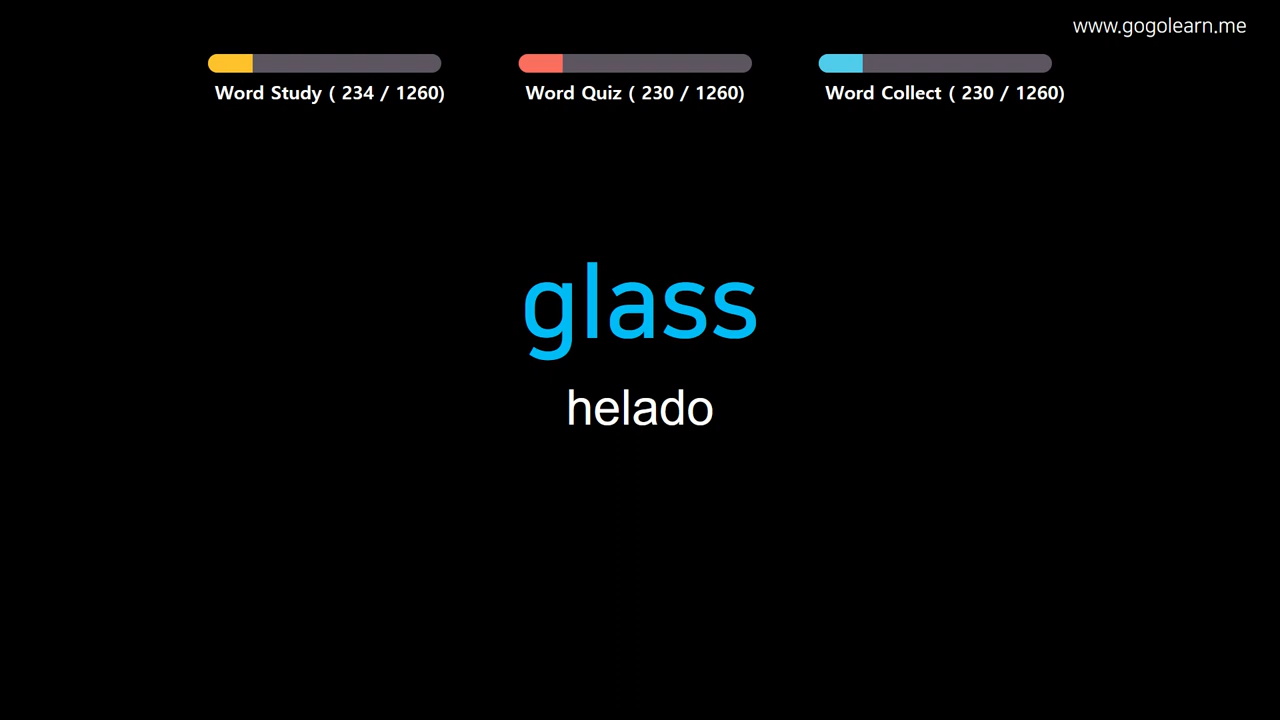 www.gogolearn.me
Word Study ( 234 / 1260)
Word Quiz ( 230 / 1260)
Word Collect ( 230 / 1260)
glass
helado